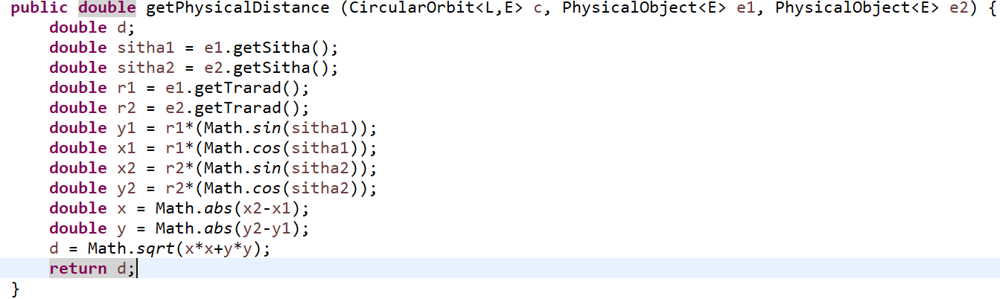 public double getPhysicalDistance (CircularOrbit<L,E> c, PhysicalObject<E> e1, PhysicalObject<E> e2) {
    double d;
    double sitha1 = e1.getSitha();
    double sitha2 = e2.getSitha();
    double r1 = e1.getTrarad();
    double r2 = e2.getTrarad();
    double y1 = r1*(Math.sin(sitha1));
    double x1 = r1*(Math.cos(sitha1));
    double x2 = r2*(Math.sin(sitha2));
    double y2 = r2*(Math.cos(sitha2));
    double x = Math.abs(x2-x1);
    double y = Math.abs(y2-y1);
    d = Math.sqrt(x*x+y*y);
    return d;
}